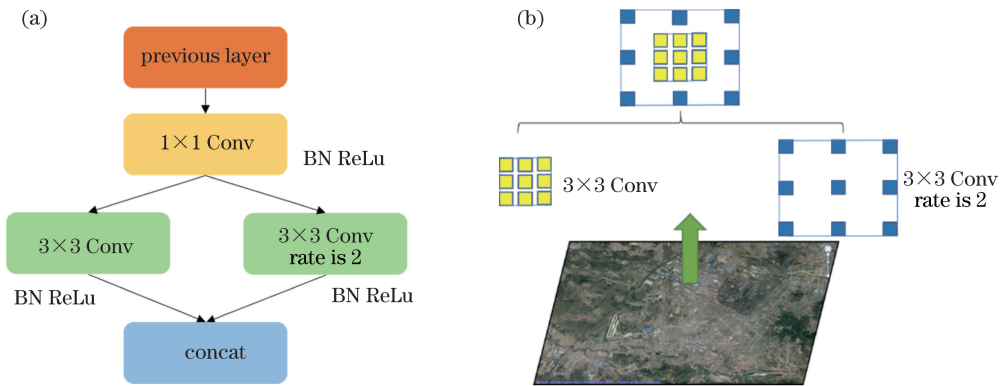 (a)
previous layer
1×1 Conv
BN ReLu
3×3 Conv
3×3 Conv
rate is 2
BN ReLu
BN ReLu
concat
(b)
3×3 Conv
3×3 Conv
rate is 2